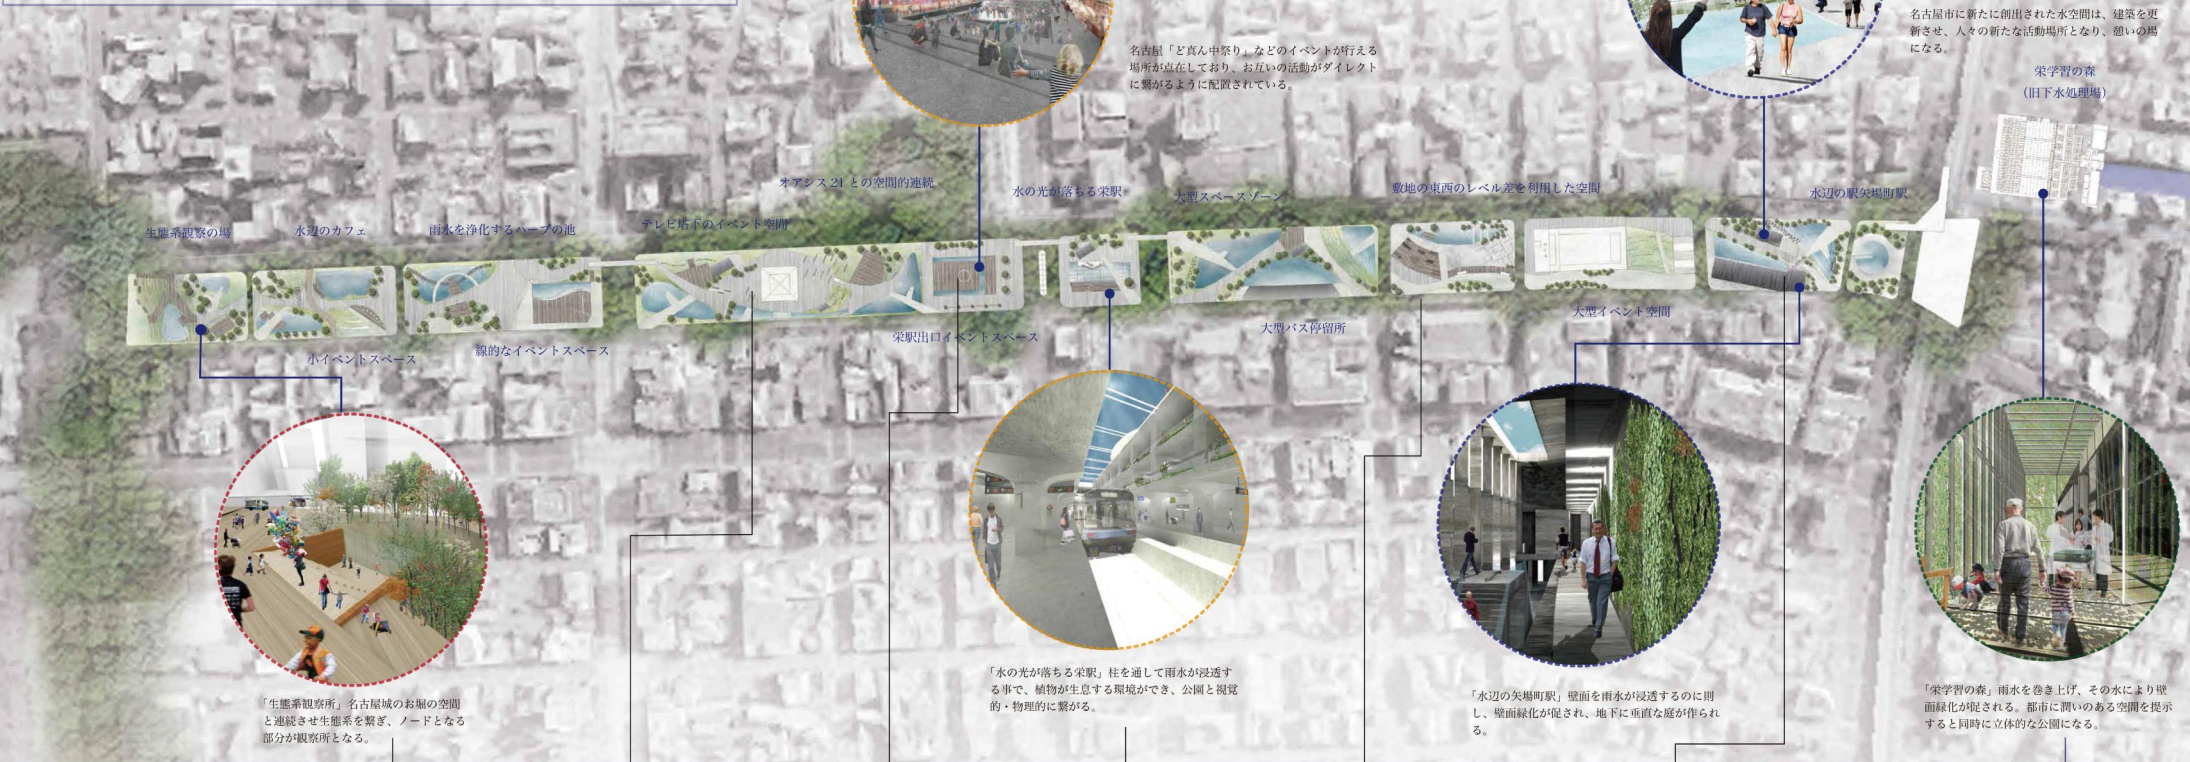 名古屋市に新たに創出された水空間は、建築を更
新させ、人々の新たな活動場所となり、憩いの場
になる。
名古屋「ど真ん中祭り」などのイベントが行える
場所が点在しており、お互いの活動がダイレクト
に繋がるように配置されている。
栄学習の森
（旧下水処理場）
オアシス21との空間的連続
水の光が落ちる栄駅
大型スペースゾーン
敷地の東西のレベル差を利用した空間
水辺の駅矢場町駅
生態系観察の場
水辺のカフェ
雨水を浄化するハーブの池
テレビ塔下のイベント空間
小イベントスペース
線的なイベントスペース
栄駅出口イベントスペース
大型バス停留所
大型イベント空間
「生態系観察所」名古屋城のお堀の空間
と連続させ生態系を繋ぎ、ノードとなる
部分が観察所となる。
「水の光が落ちる栄駅」柱を通して雨水が浸透す
る事で、植物が生息する環境ができ、公園と視覚
的・物理的に繋がる。
「水辺の矢場町駅」壁面を雨水が浸透するのに則
し、壁面緑化が促され、地下に垂直な庭が作られ
る。
「栄学習の森」雨水を巻き上げ、その水により壁
面緑化が促される。都市に潤いのある空間を提示
すると同時に立体的な公園になる。